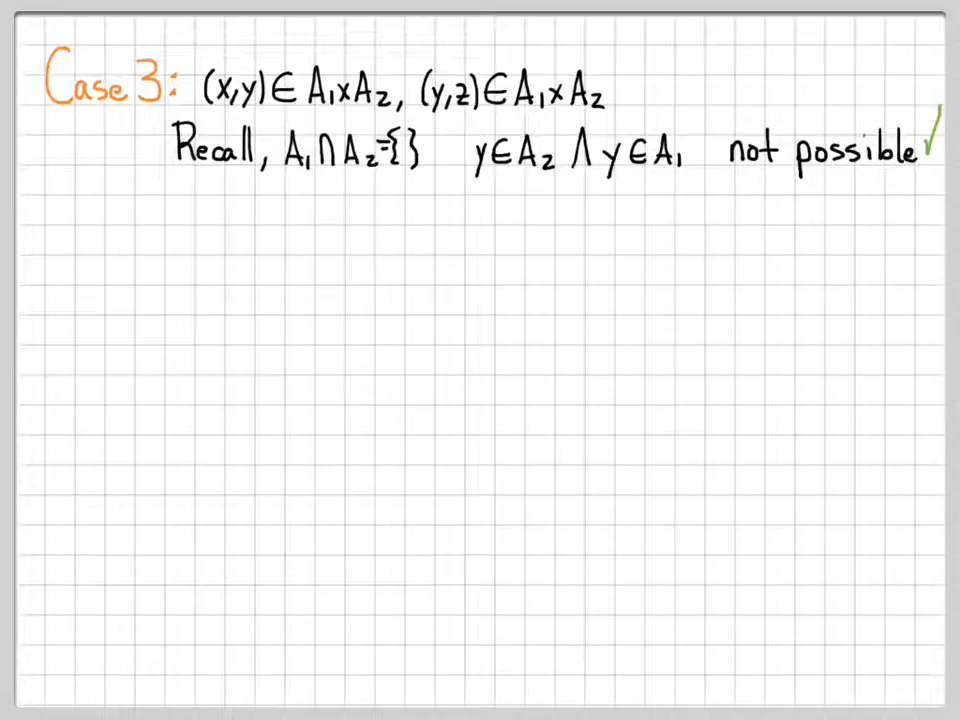 Case 3: (x,y)∈A₁xA₂, (y,z)∈A₁xA₂
Recall, A₁∩A₂={} y∈A₂ ∧ y∈A₁ not possible✓